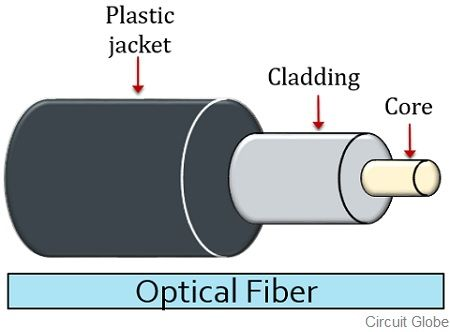 Plastic
jacket
Cladding
Core
Optical Fiber
Circuit Globe